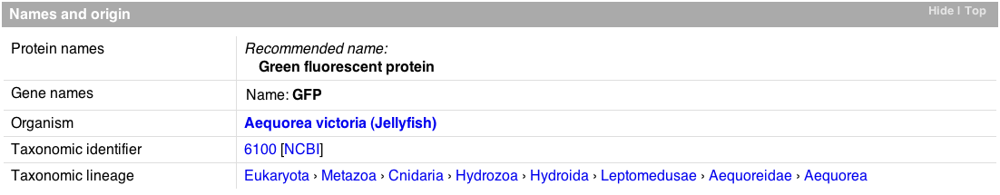 Names and origin Hide | Top
Protein names Recommended name:
Green fluorescent protein
Gene names Name: GFP
Organism Aequorea victoria (Jellyfish)
Taxonomic identifier 6100 [NCBI]
Taxonomic lineage Eukaryota › Metazoa › Cnidaria › Hydrozoa › Hydroida › Leptomedusae › Aequoreidae › Aequorea